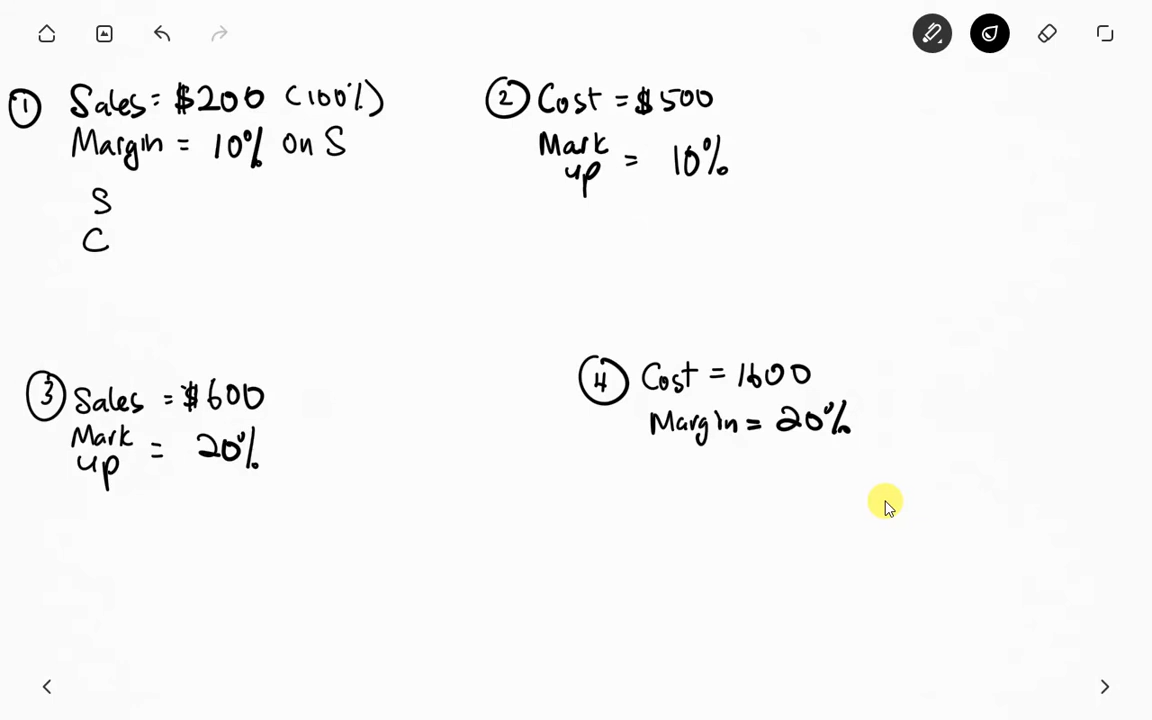 ① Sales = $200 (100%)
Margin = 10% on S
S
C
② Cost = $500
Mark up = 10%
③ Sales = $600
Mark up = 20%
④ Cost = 1600
Margin = 20%